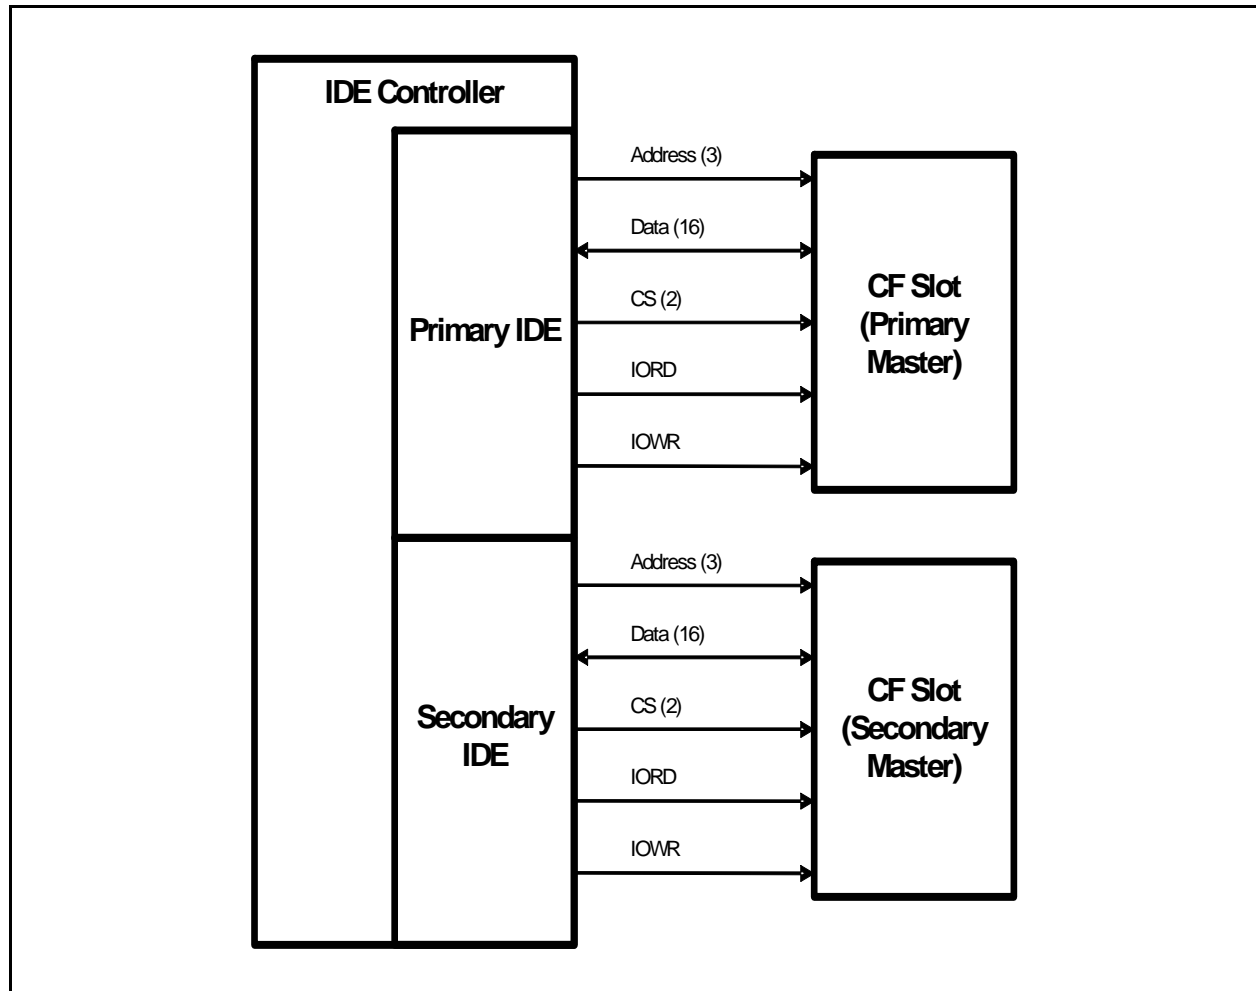 IDE Controller
Primary IDE
Address (3)
Data (16)
CS (2)
IORD
IOWR
CF Slot
(Primary
Master)
Secondary
IDE
Address (3)
Data (16)
CS (2)
IORD
IOWR
CF Slot
(Secondary
Master)